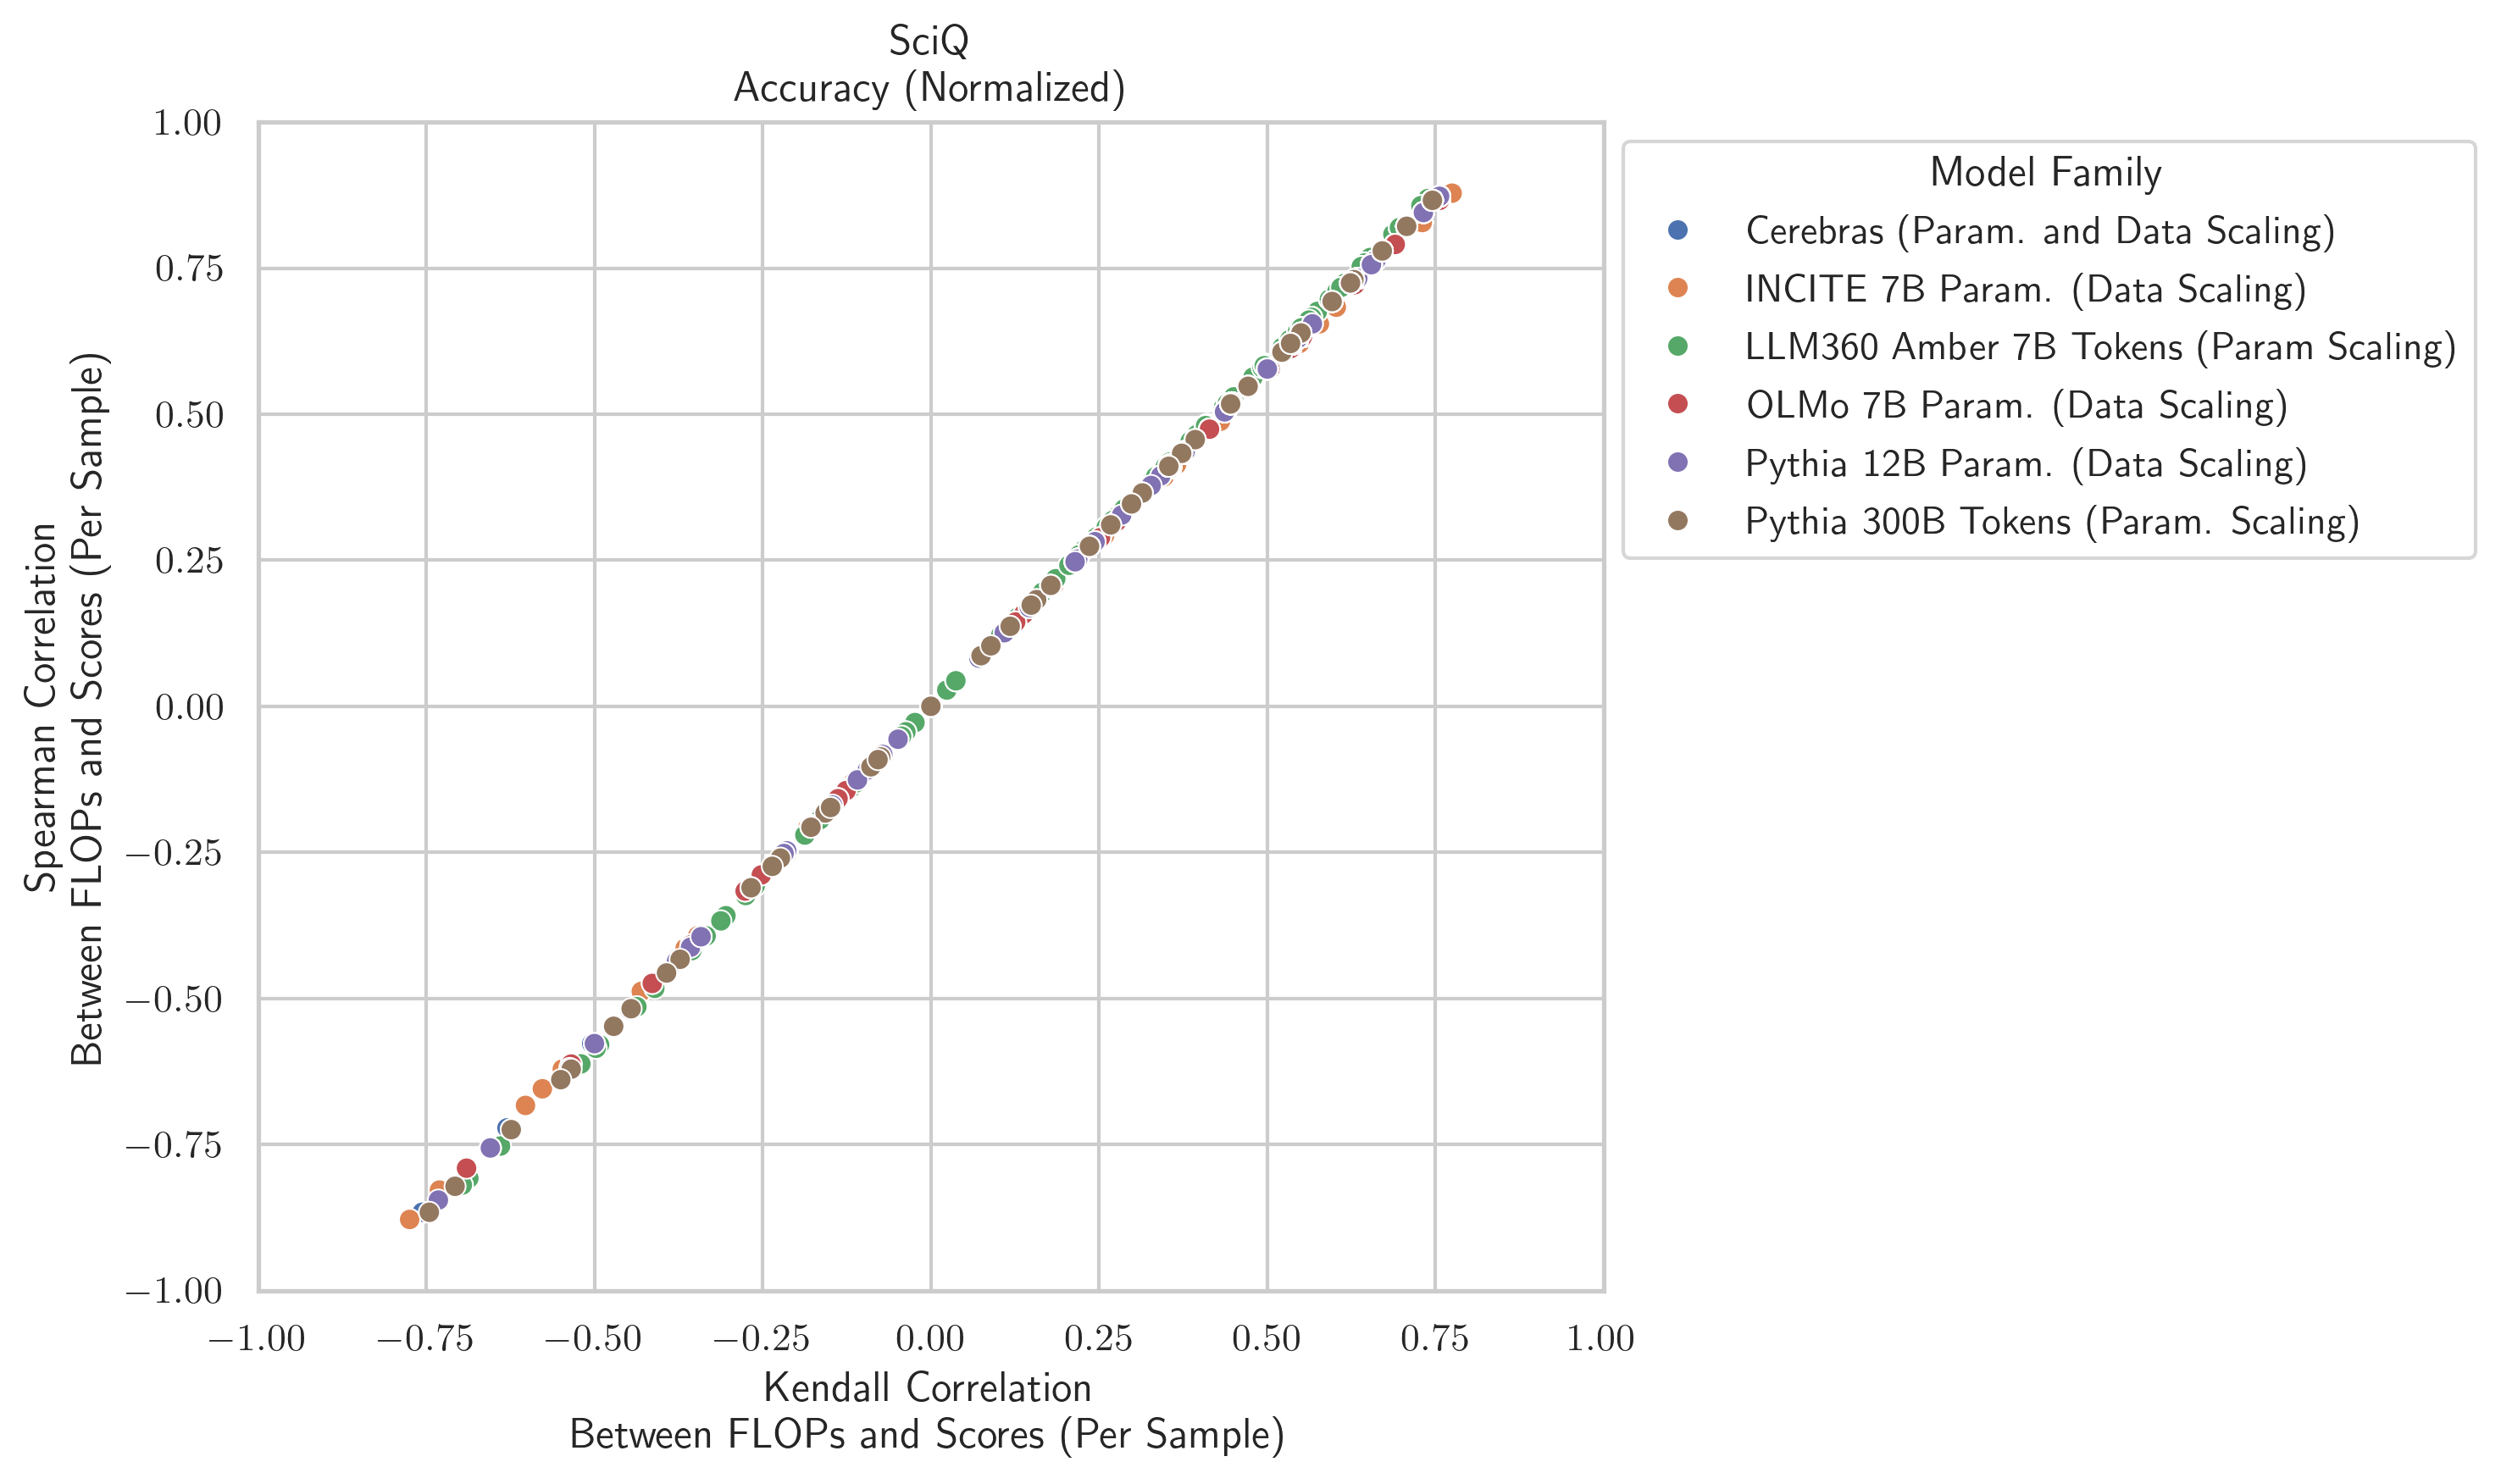 SciQ
Accuracy (Normalized)
1.00
0.75
0.50
0.25
0.00
−0.25
−0.50
−0.75
−1.00
Spearman Correlation
Between FLOPs and Scores (Per Sample)
−1.00 −0.75 −0.50 −0.25 0.00 0.25 0.50 0.75 1.00
Kendall Correlation
Between FLOPs and Scores (Per Sample)
Model Family
Cerebras (Param. and Data Scaling)
INCITE 7B Param. (Data Scaling)
LLM360 Amber 7B Tokens (Param Scaling)
OLMo 7B Param. (Data Scaling)
Pythia 12B Param. (Data Scaling)
Pythia 300B Tokens (Param. Scaling)